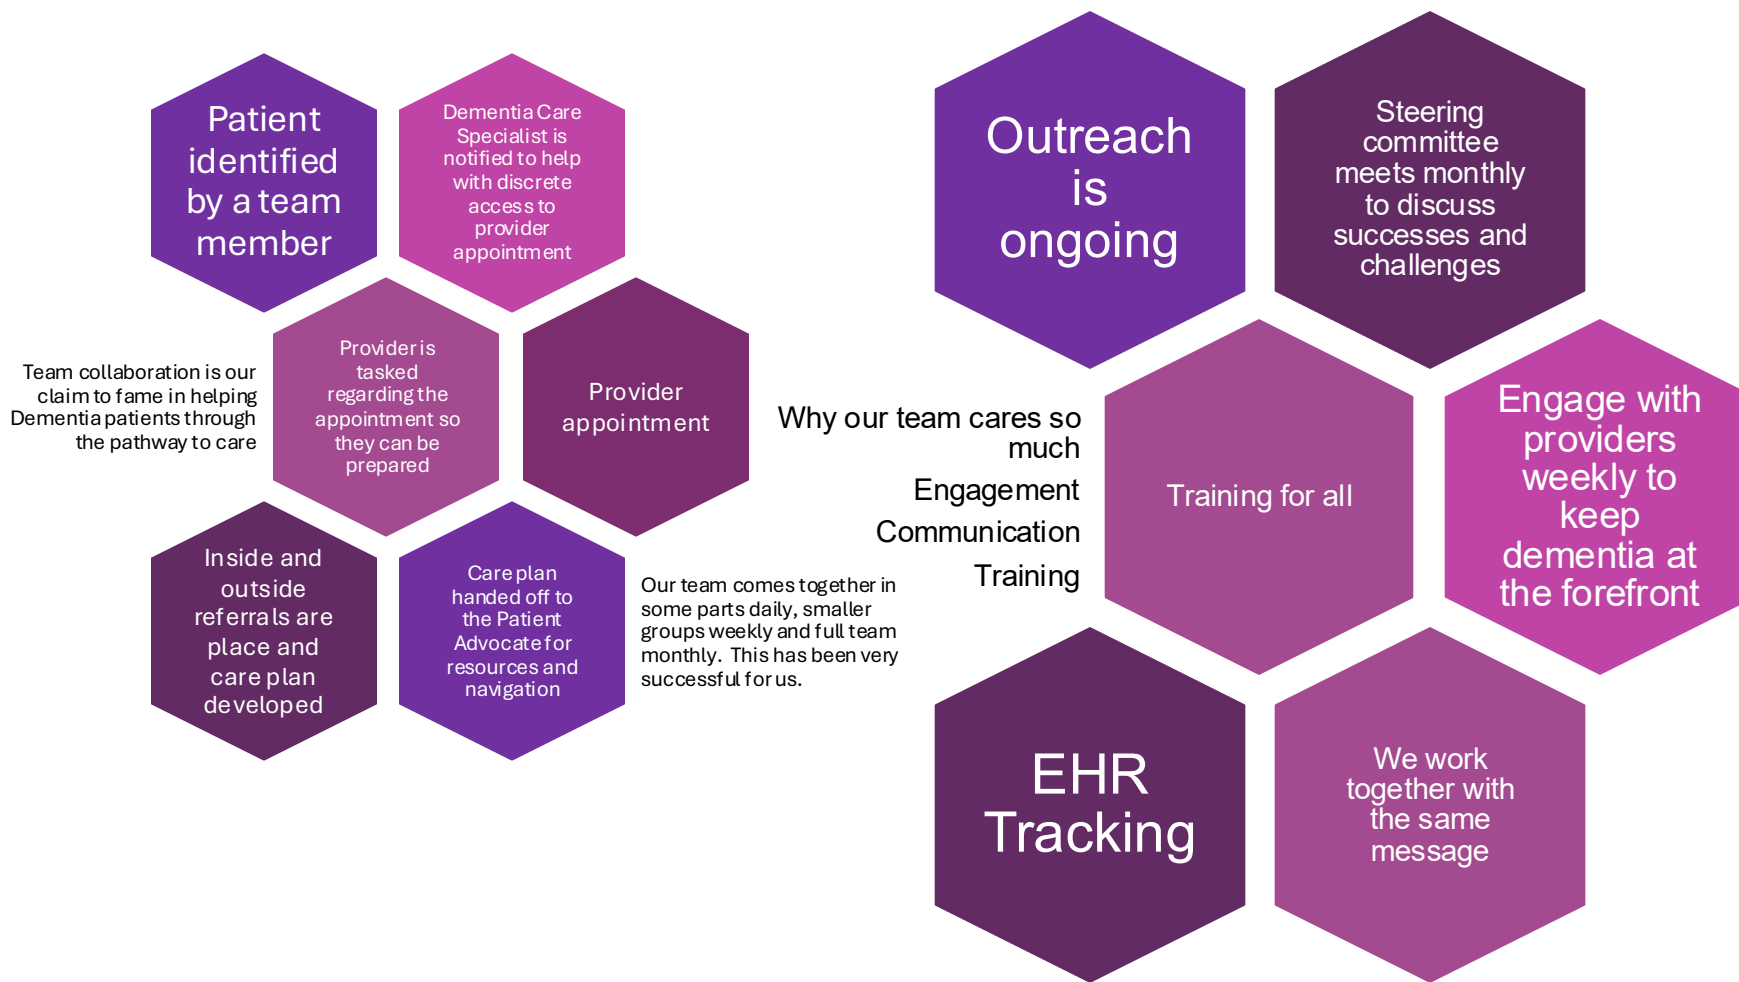 Patient
identified
by a team
member
Dementia Care
Specialist is
notified to help
with discrete
access to
provider
appointment
Team collaboration is our
claim to fame in helping
Dementia patients through
the pathway to care
Provider is
tasked
regarding the
appointment so
they can be
prepared
Provider
appointment
Inside and
outside
referrals are
place and
care plan
developed
Care plan
handed off to
the Patient
Advocate for
resources and
navigation
Our team comes together in
some parts daily, smaller
groups weekly and full team
monthly. This has been very
successful for us.
Outreach
is
ongoing
Steering
committee
meets monthly
to discuss
successes and
challenges
Why our team cares so
much
Engagement
Communication
Training
Training for all
Engage with
providers
weekly to
keep
dementia at
the forefront
EHR
Tracking
We work
together with
the same
message